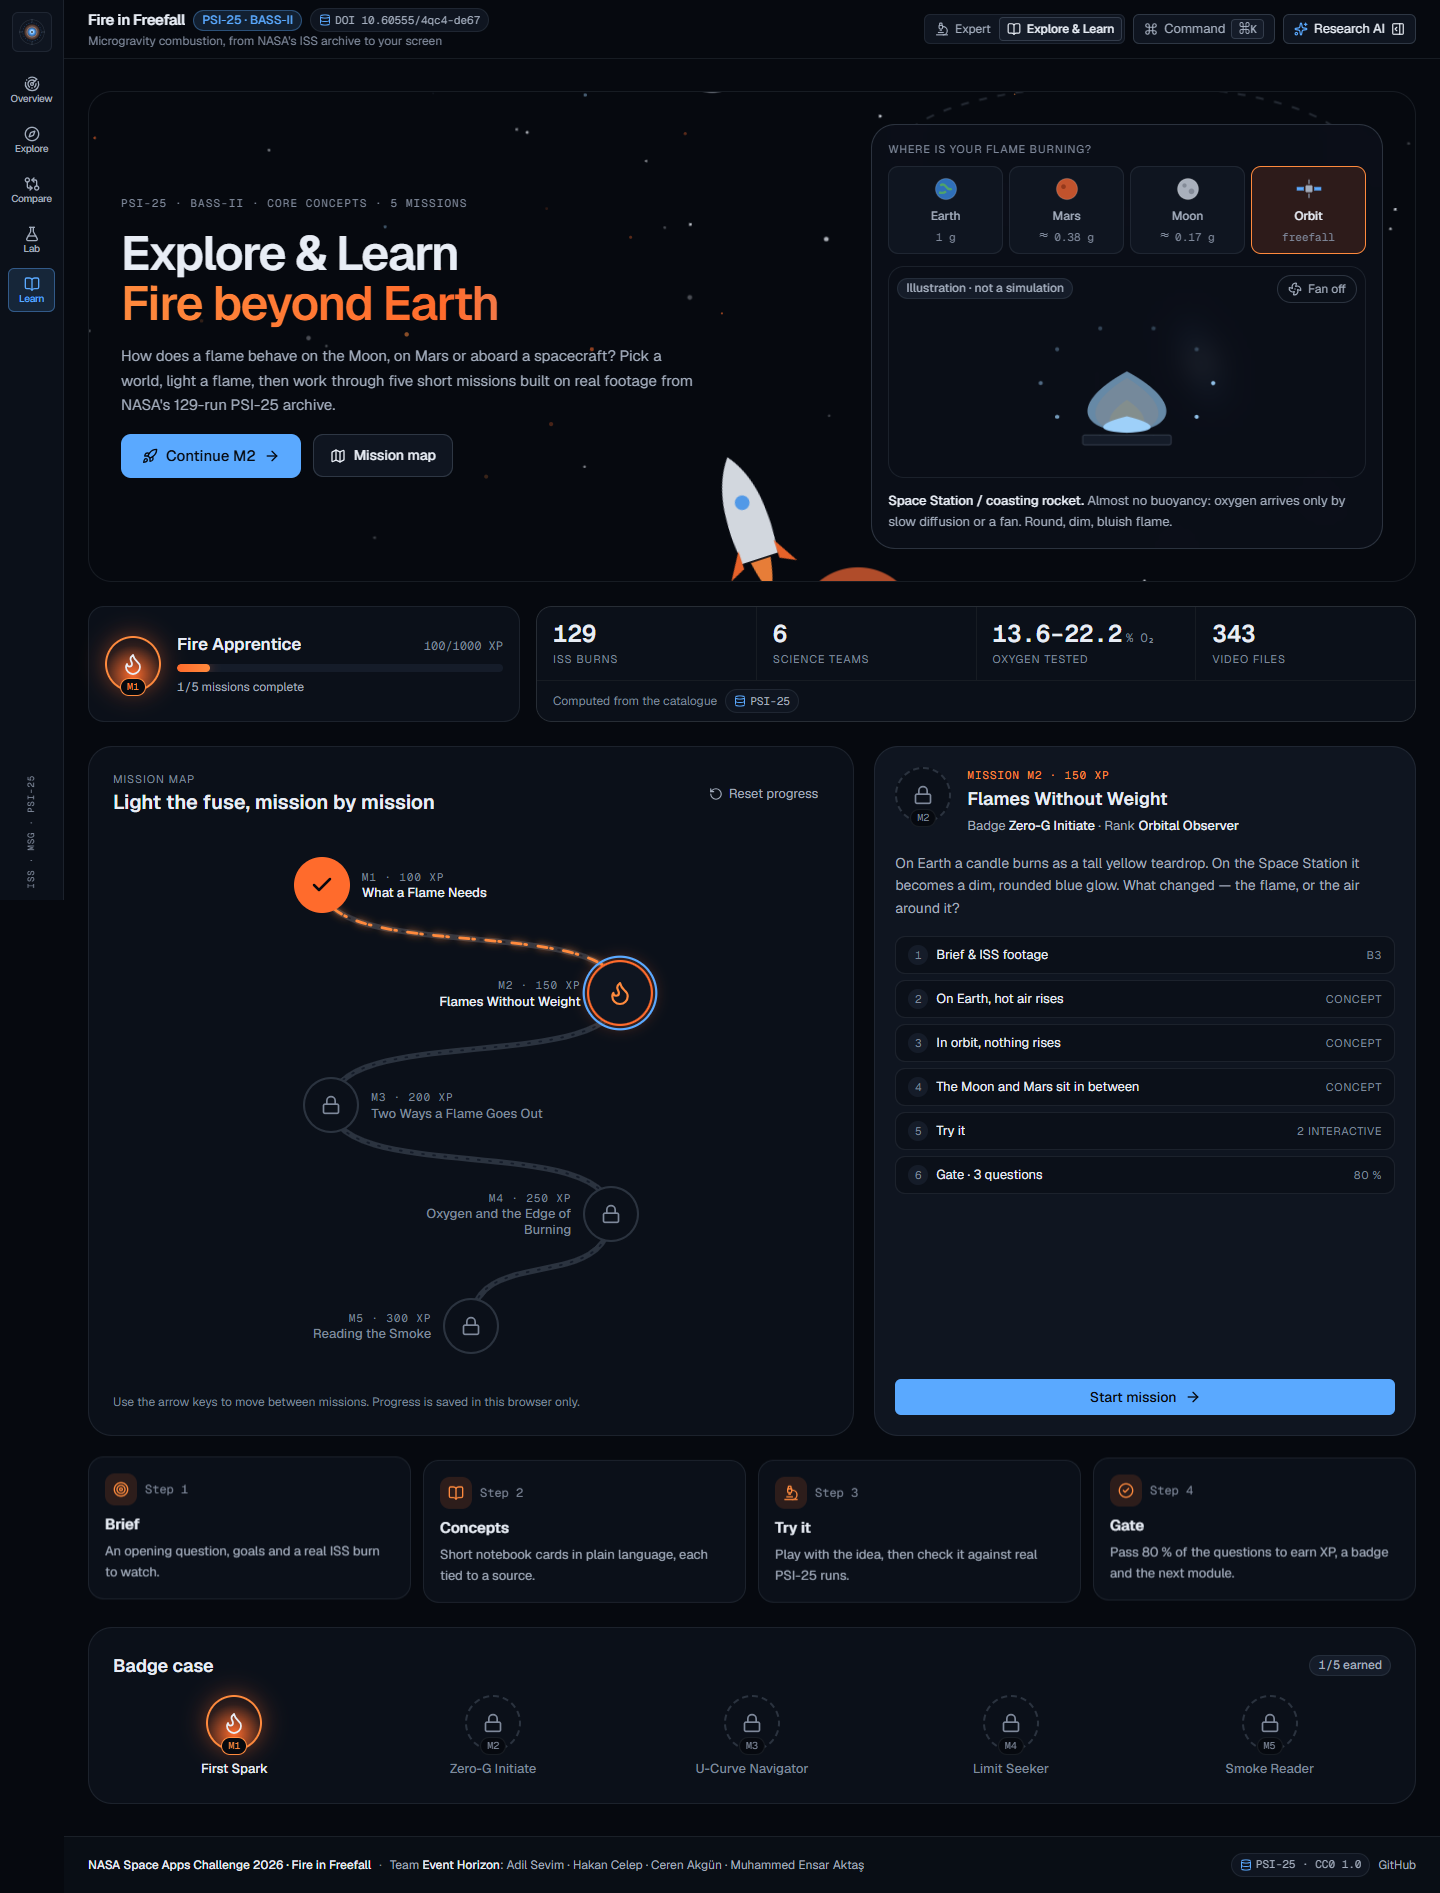 Fire in Freefall PSI-25 · BASS-II DOI 10.60555/4qc4-de67
Microgravity combustion, from NASA's ISS archive to your screen
Expert Explore & Learn Command ⌘K Research AI
Overview
Explore
Compare
Lab
Learn
ISS · MSG · PSI-25
PSI-25 · BASS-II · CORE CONCEPTS · 5 MISSIONS
Explore & Learn
Fire beyond Earth
How does a flame behave on the Moon, on Mars or aboard a spacecraft? Pick a
world, light a flame, then work through five short missions built on real footage from
NASA's 129-run PSI-25 archive.
Continue M2 →
Mission map
WHERE IS YOUR FLAME BURNING?
Earth Mars Moon Orbit
1 g ≈ 0.38 g ≈ 0.17 g freefall
Illustration · not a simulation
Fan off
Space Station / coasting rocket. Almost no buoyancy: oxygen arrives only by
slow diffusion or a fan. Round, dim, bluish flame.
M1
Fire Apprentice 100/1000 XP
1/5 missions complete
129 6 13.6–22.2 % O₂ 343
ISS BURNS SCIENCE TEAMS OXYGEN TESTED VIDEO FILES
Computed from the catalogue PSI-25
MISSION MAP
Light the fuse, mission by mission
Reset progress
M1 · 100 XP
What a Flame Needs
M2 · 150 XP
Flames Without Weight
M3 · 200 XP
Two Ways a Flame Goes Out
M4 · 250 XP
Oxygen and the Edge of
Burning
M5 · 300 XP
Reading the Smoke
Use the arrow keys to move between missions. Progress is saved in this browser only.
M2
MISSION M2 · 150 XP
Flames Without Weight
Badge Zero-G Initiate · Rank Orbital Observer
On Earth a candle burns as a tall yellow teardrop. On the Space Station it
becomes a dim, rounded blue glow. What changed — the flame, or the air
around it?
1 Brief & ISS footage B3
2 On Earth, hot air rises CONCEPT
3 In orbit, nothing rises CONCEPT
4 The Moon and Mars sit in between CONCEPT
5 Try it 2 INTERACTIVE
6 Gate · 3 questions 80 %
Start mission →
Step 1
Brief
An opening question, goals and a real ISS burn
to watch.
Step 2
Concepts
Short notebook cards in plain language, each
tied to a source.
Step 3
Try it
Play with the idea, then check it against real
PSI-25 runs.
Step 4
Gate
Pass 80 % of the questions to earn XP, a badge
and the next module.
Badge case 1/5 earned
M1 M2 M3 M4 M5
First Spark Zero-G Initiate U-Curve Navigator Limit Seeker Smoke Reader
NASA Space Apps Challenge 2026 · Fire in Freefall · Team Event Horizon: Adil Sevim · Hakan Celep · Ceren Akgün · Muhammed Ensar Aktaş PSI-25 · CC0 1.0 GitHub